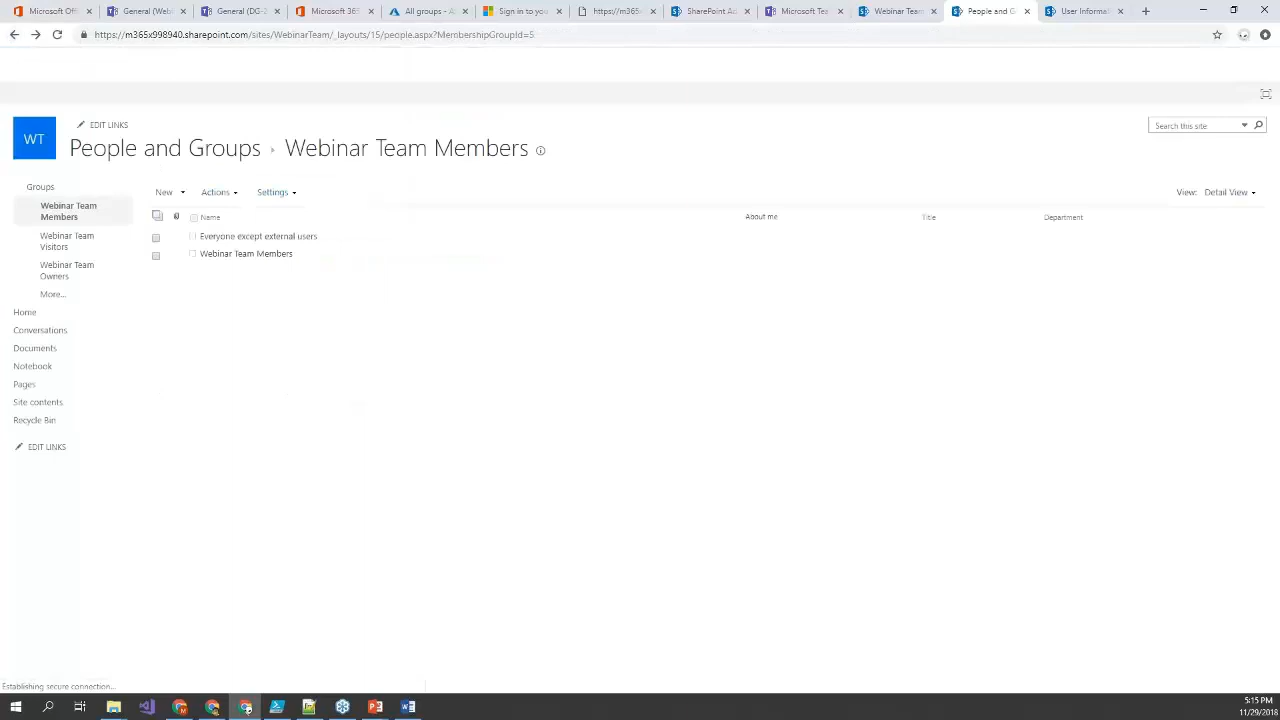 Microsoft Off
General (Web
General (DG-
Microsoft 36
All groups - A
Sign in to you
https://m365
SharePoint Ad
Microsoft Te
Webinar Team
People and G
User Informat
https://m365x998940.sharepoint.com/sites/WebinarTeam/_layouts/15/people.aspx?MembershipGroupId=5
WT
EDIT LINKS
People and Groups ▸ Webinar Team Members
Search this site
Groups
Webinar Team
Members
Webinar Team
Visitors
Webinar Team
Owners
More...
Home
Conversations
Documents
Notebook
Pages
Site contents
Recycle Bin
EDIT LINKS
New Actions Settings
View: Detail View
Name About me Title Department
Everyone except external users
Webinar Team Members
Establishing secure connection...
5:15 PM
11/29/2018